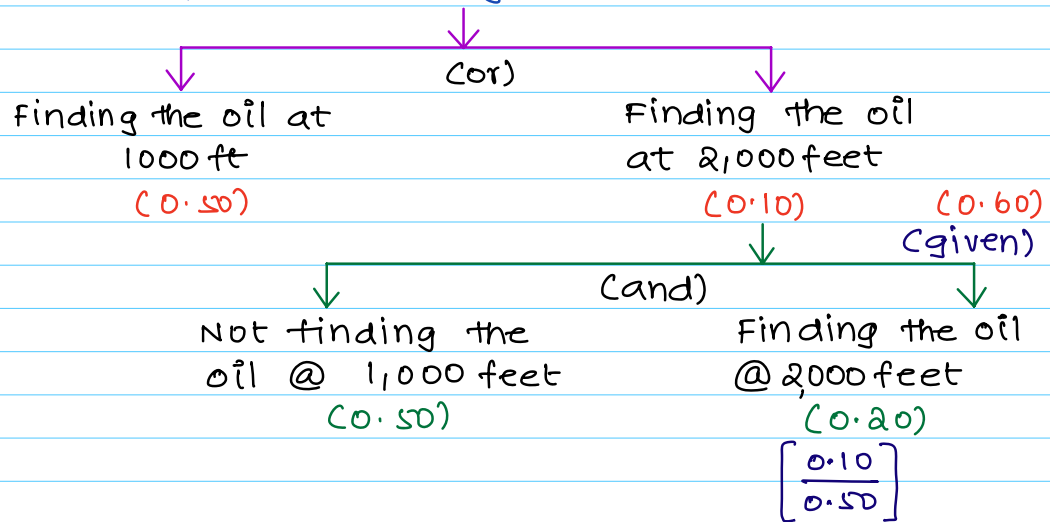 (or)
Finding the oil at
1000 ft
(0.50)
Finding the oil
at 2,000 feet
(0.10)
(0.60)
(given)
(and)
Not finding the
oil @ 1,000 feet
(0.50)
Finding the oil
@ 2,000 feet
(0.20)
[0.10
0.50]